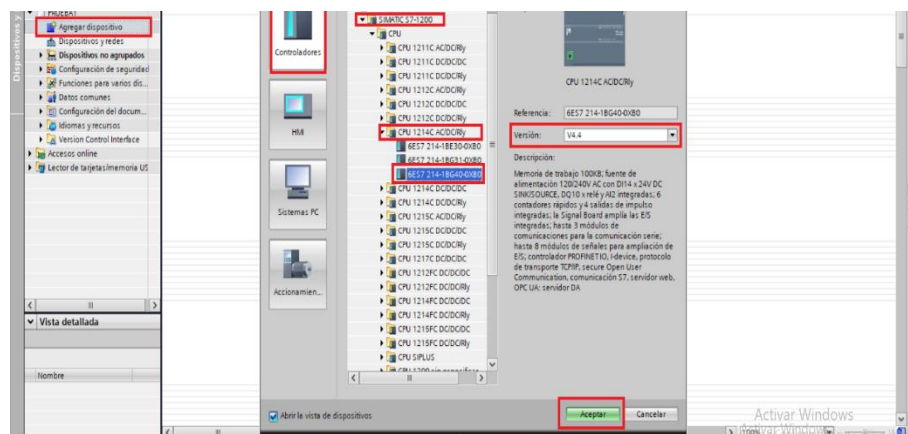 PRUEBA1
Agregar dispositivo
Dispositivos y redes
Dispositivos no agrupados
Configuración de seguridad
Funciones para varios dis...
Datos comunes
Configuración del docum...
Idiomas y recursos
Version Control Interface
Accesos online
Lector de tarjetas/memoria US
Dispositivos y
Vista detallada
Nombre
Controladores
HMI
Sistemas PC
Accionamien...
SIMATIC S7-1200
CPU
CPU 1211C AC/DC/Rly
CPU 1211C DC/DC/DC
CPU 1211C DC/DC/Rly
CPU 1212C AC/DC/Rly
CPU 1212C DC/DC/DC
CPU 1212C DC/DC/Rly
CPU 1214C AC/DC/Rly
6ES7 214-1BE30-0XB0
6ES7 214-1BG31-0XB0
6ES7 214-1BG40-0XB0
CPU 1214C DC/DC/DC
CPU 1214C DC/DC/Rly
CPU 1215C AC/DC/Rly
CPU 1215C DC/DC/DC
CPU 1215C DC/DC/Rly
CPU 1217C DC/DC/DC
CPU 1212FC DC/DC/DC
CPU 1212FC DC/DC/Rly
CPU 1214FC DC/DC/DC
CPU 1214FC DC/DC/Rly
CPU 1215FC DC/DC/DC
CPU 1215FC DC/DC/Rly
CPU SIPLUS
CPU 1200 sin especificar
CPU 1214C AC/DC/Rly
Referencia: 6ES7 214-1BG40-0XB0
Versión: V4.4
Descripción:
Memoria de trabajo 100KB; fuente de
alimentación 120/240V AC con DI14 x 24V DC
SINK/SOURCE, DQ10 x relé y AI2 integradas; 6
contadores rápidos y 4 salidas de impulso
integradas; la Signal Board amplía las E/S
integradas; hasta 3 módulos de
comunicaciones para la comunicación serie;
hasta 8 módulos de señales para ampliación de
E/S; controlador PROFINET IO, I-device, protocolo
de transporte TCP/IP, secure Open User
Communication, comunicación S7, servidor web,
OPC UA: servidor DA
Abrir la vista de dispositivos
Aceptar
Cancelar
Activar Windows
100%